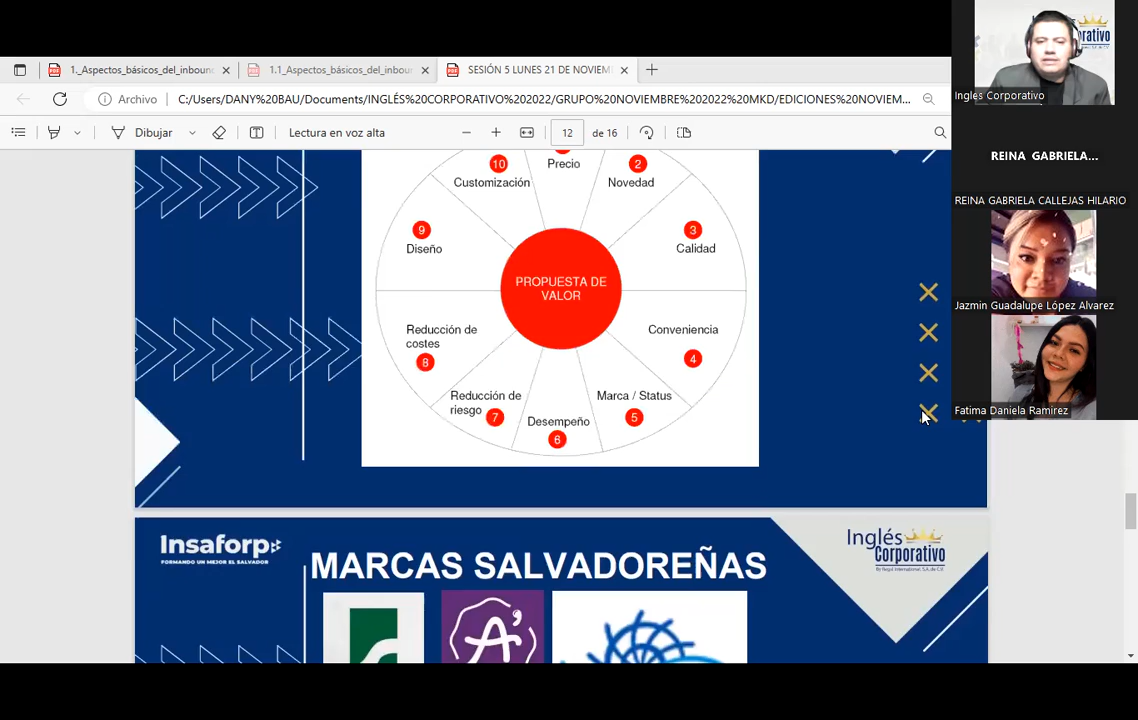 1._Aspectos_básicos_del_inboun
1.1_Aspectos_básicos_del_inbou
SESIÓN 5 LUNES 21 DE NOVIEM
Archivo
C:/Users/DANY%20BAU/Documents/INGLÉS%20CORPORATIVO%202022/GRUPO%20NOVIEMBRE%202022%20MKD/EDICIONES%20NOVIEM...
Dibujar
Lectura en voz alta
12
de 16
Precio
10
Customización
2
Novedad
9
Diseño
3
Calidad
PROPUESTA DE
VALOR
Reducción de
costes
8
Conveniencia
4
Reducción de
riesgo
7
Desempeño
6
Marca / Status
5
Insaforp
FORMANDO UN MEJOR EL SALVADOR
MARCAS SALVADOREÑAS
Inglés
Corporativo
A'
Ingles Corporativo
REINA GABRIELA...
REINA GABRIELA CALLEJAS HILARIO
Jazmin Guadalupe López Alvarez
Fatima Daniela Ramirez